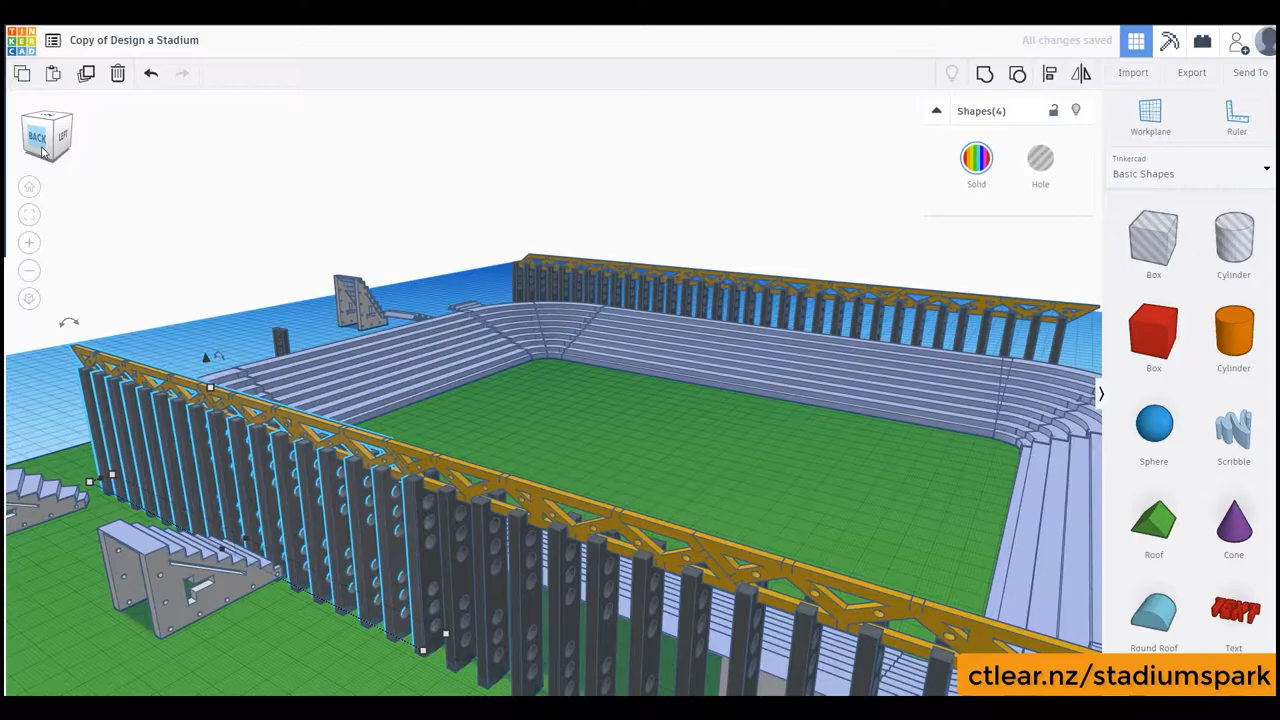 TIN
KER
CAD
Copy of Design a Stadium
All changes saved
Import
Export
Send To
BACK
LEFT
Shapes(4)
Solid
Hole
Workplane
Ruler
Tinkercad
Basic Shapes
Box
Cylinder
Box
Cylinder
Sphere
Scribble
Roof
Cone
Round Roof
TEXT
Text
ctlear.nz/stadiumspark